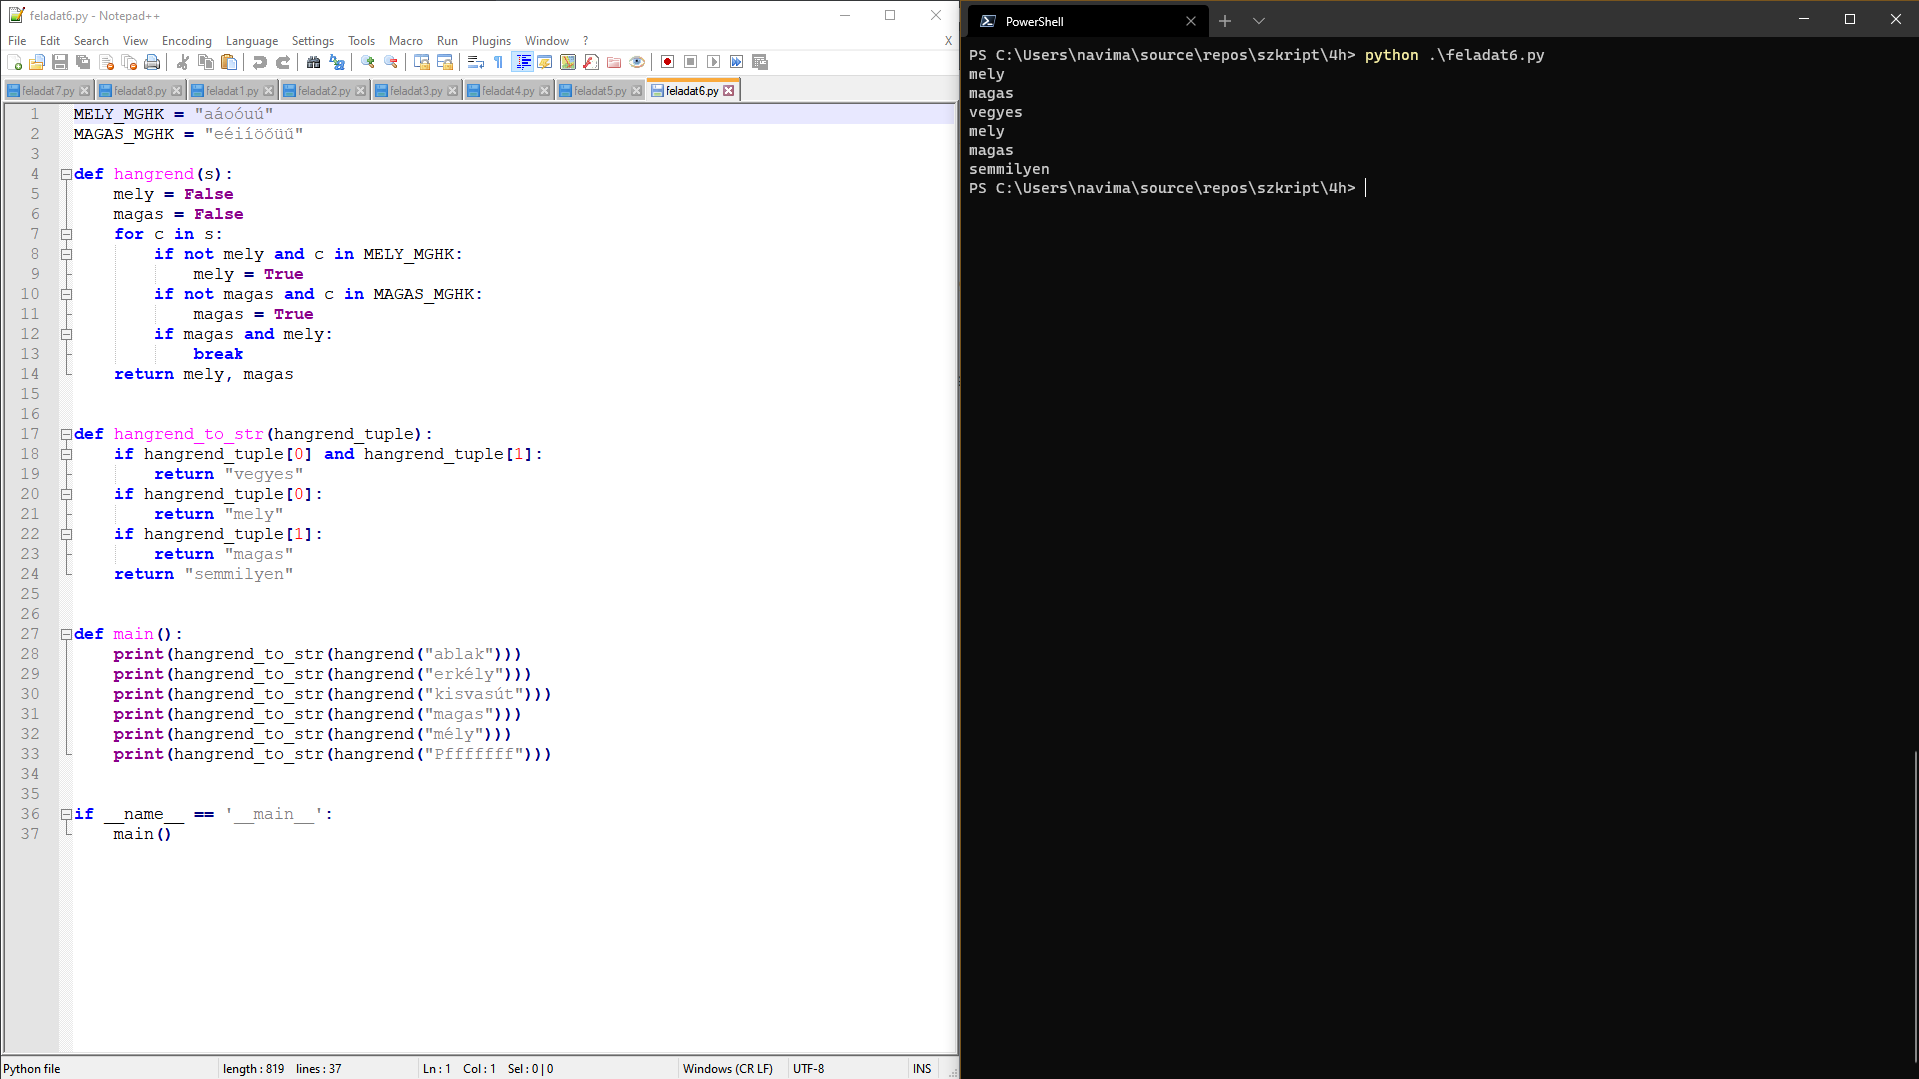 feladat6.py - Notepad++
File Edit Search View Encoding Language Settings Tools Macro Run Plugins Window ? X
feladat7.py feladat8.py feladat1.py feladat2.py feladat3.py feladat4.py feladat5.py feladat6.py
1 MELY_MGHK = "aáoóuú"
2 MAGAS_MGHK = "eéiíöőüű"
3
4 def hangrend(s):
5     mely = False
6     magas = False
7     for c in s:
8         if not mely and c in MELY_MGHK:
9             mely = True
10         if not magas and c in MAGAS_MGHK:
11             magas = True
12         if magas and mely:
13             break
14     return mely, magas
15
16
17 def hangrend_to_str(hangrend_tuple):
18     if hangrend_tuple[0] and hangrend_tuple[1]:
19         return "vegyes"
20     if hangrend_tuple[0]:
21         return "mely"
22     if hangrend_tuple[1]:
23         return "magas"
24     return "semmilyen"
25
26
27 def main():
28     print(hangrend_to_str(hangrend("ablak")))
29     print(hangrend_to_str(hangrend("erkély")))
30     print(hangrend_to_str(hangrend("kisvasút")))
31     print(hangrend_to_str(hangrend("magas")))
32     print(hangrend_to_str(hangrend("mély")))
33     print(hangrend_to_str(hangrend("Pfffffff")))
34
35
36 if __name__ == '__main__':
37     main()
Python file length : 819 lines : 37 Ln : 1 Col : 1 Sel : 0 | 0 Windows (CR LF) UTF-8 INS
PowerShell
PS C:\Users\navima\source\repos\szkript\4h> python .\feladat6.py
mely
magas
vegyes
mely
magas
semmilyen
PS C:\Users\navima\source\repos\szkript\4h>